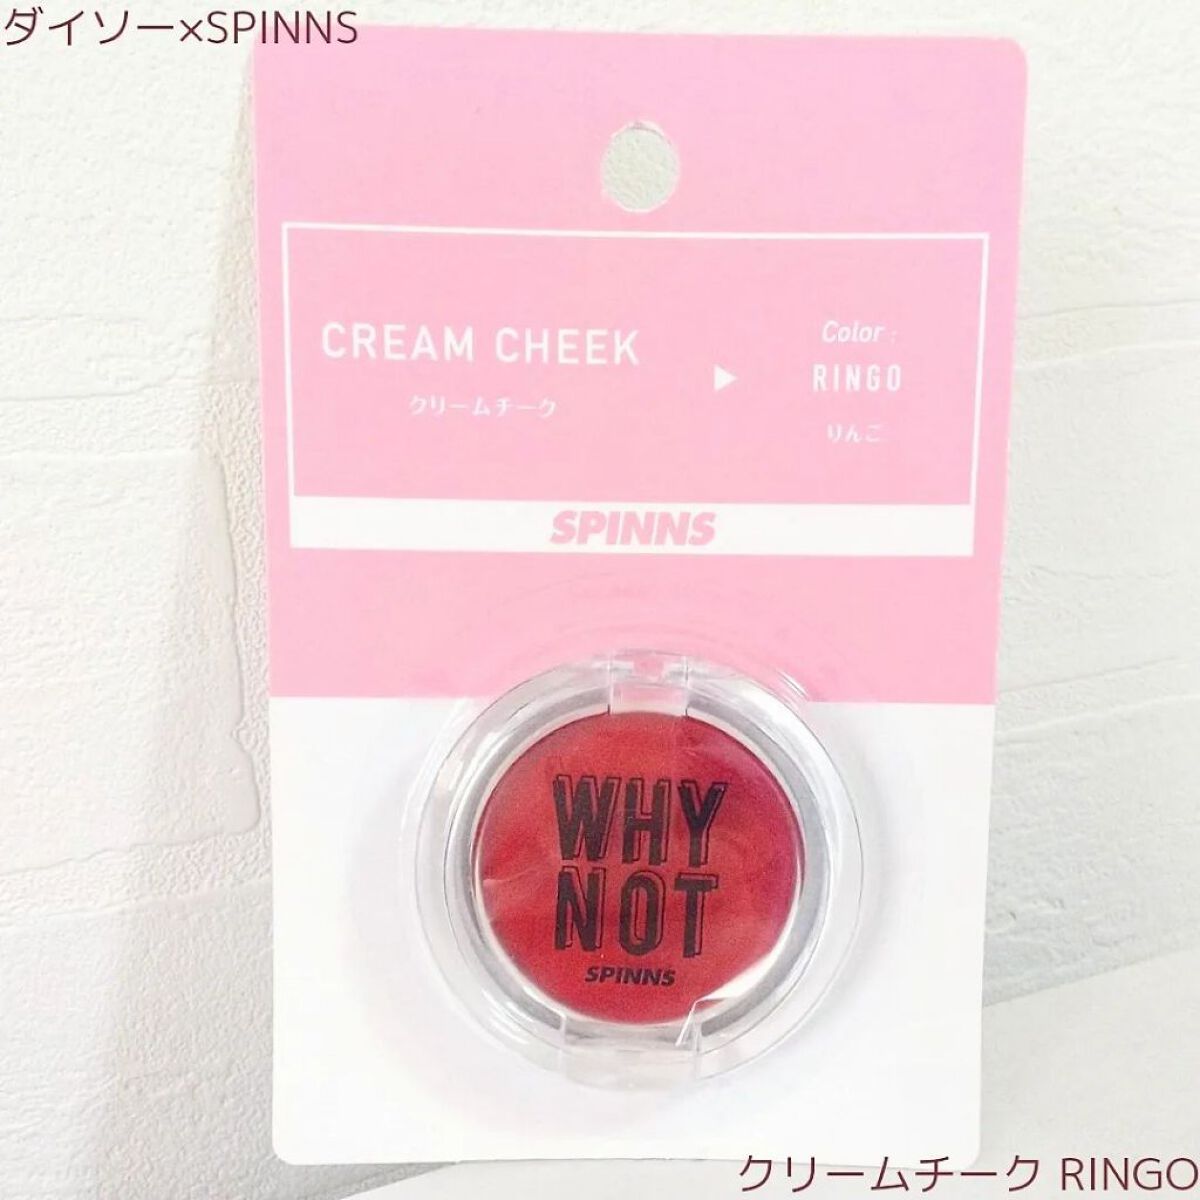 ダイソー×SPINNS
CREAM CHEEK
クリームチーク
▶
Color :
RINGO
りんご
SPINNS
WHY
NOT
SPINNS
クリームチーク RINGO